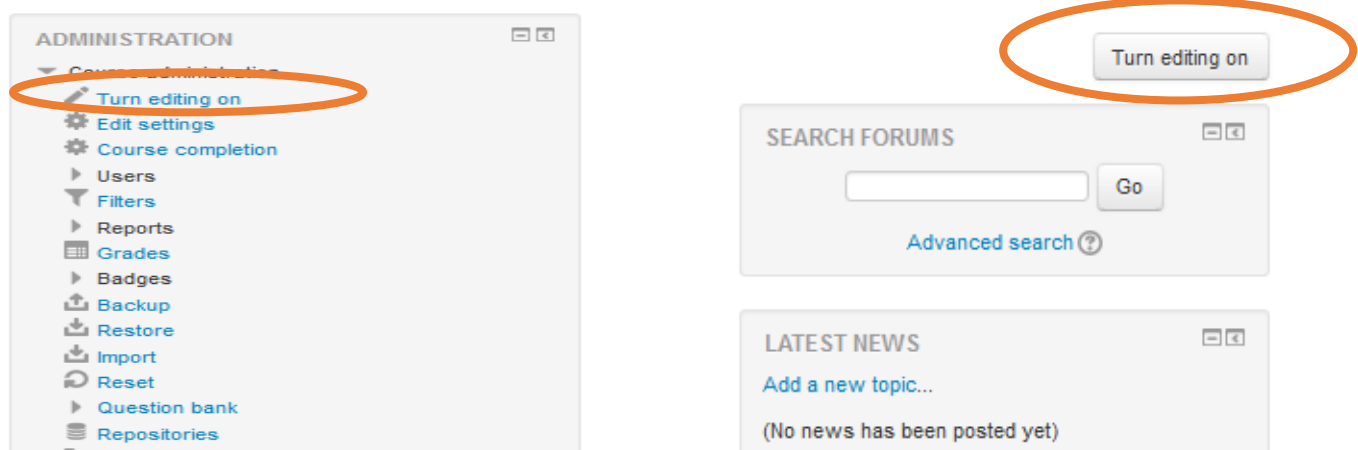 ADMINISTRATION
Course administration
Turn editing on
Edit settings
Course completion
Users
Filters
Reports
Grades
Badges
Backup
Restore
Import
Reset
Question bank
Repositories
Turn editing on
SEARCH FORUMS
Go
Advanced search
LATEST NEWS
Add a new topic...
(No news has been posted yet)